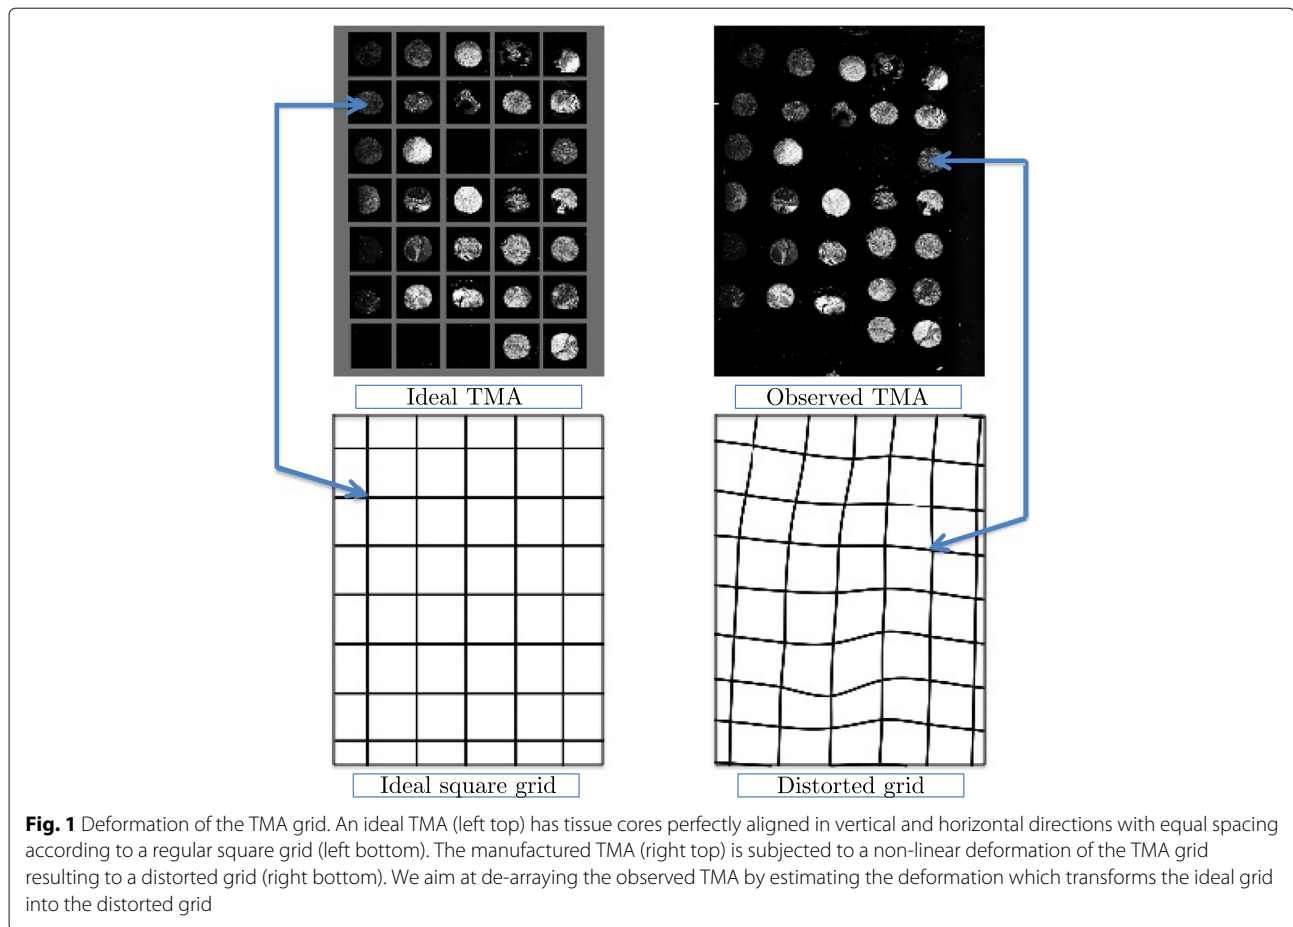 Ideal TMA
Observed TMA
Ideal square grid
Distorted grid
Fig. 1 Deformation of the TMA grid. An ideal TMA (left top) has tissue cores perfectly aligned in vertical and horizontal directions with equal spacing
according to a regular square grid (left bottom). The manufactured TMA (right top) is subjected to a non-linear deformation of the TMA grid
resulting to a distorted grid (right bottom). We aim at de-arraying the observed TMA by estimating the deformation which transforms the ideal grid
into the distorted grid